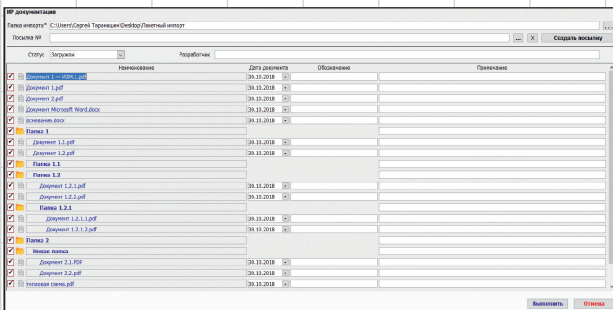 ИР документация
Папка импорта* C:\Users\Сергей Таранишин\Desktop\Пакетный импорт ...
Посылка № ... X Создать посылку
Статус Загружен Разработчик
Наименование Дата документа Обозначение Примечание
Документ 1 — КОМ.1.pdf 30.10.2018
Документ 1.pdf 30.10.2018
Документ 2.pdf 30.10.2018
Документ Microsoft Word.docx 30.10.2018
основание.docx 30.10.2018
Папка 1
Документ 1.1.pdf 30.10.2018
Документ 1.2.pdf 30.10.2018
Папка 1.1
Папка 1.2
Документ 1.2.1.pdf 30.10.2018
Документ 1.2.2.pdf 30.10.2018
Папка 1.2.1
Документ 1.2.1.1.pdf 30.10.2018
Документ 1.2.1.2.pdf 30.10.2018
Папка 2
Новая папка
Документ 2.1.PDF 30.10.2018
Документ 2.2.pdf 30.10.2018
тепловая схема.pdf 30.10.2018
Выполнить Отмена